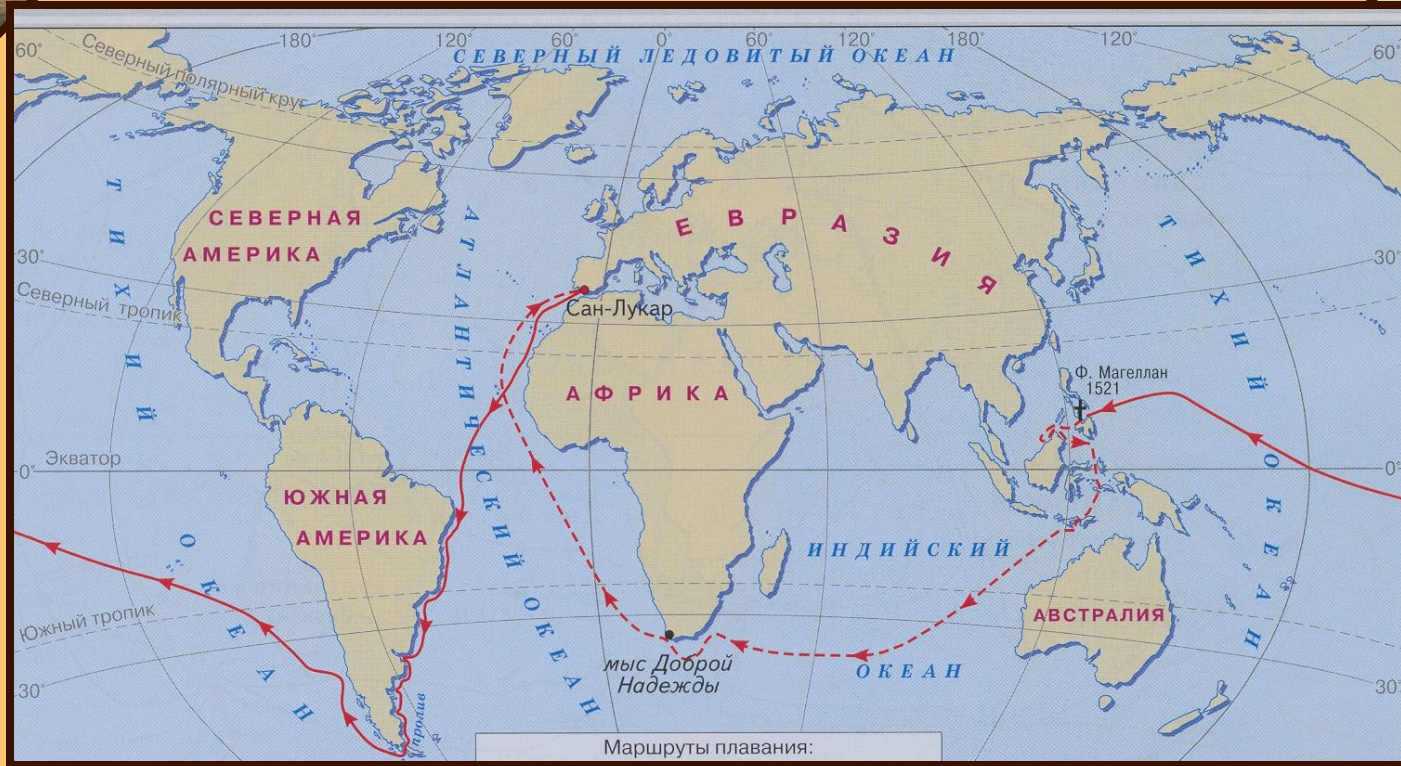 60°
180°
120°
60°
0°
60°
120°
180°
120°
60°
СЕВЕРНЫЙ ЛЕДОВИТЫЙ ОКЕАН
Северный полярный круг
ТИХИЙ
СЕВЕРНАЯ
АМЕРИКА
АТЛАНТИЧЕСКИЙ ОКЕАН
ЕВРАЗИЯ
ТИХИЙ
30°
30°
Северный тропик
Сан-Лукар
АФРИКА
Ф. Магеллан
1521
Экватор
0°
0°
ЮЖНАЯ
АМЕРИКА
ОКЕАН
ИНДИЙСКИЙ
ОКЕАН
ОКЕАН
АВСТРАЛИЯ
Южный тропик
мыс Доброй
Надежды
30°
30°
пролив
Маршруты плавания: